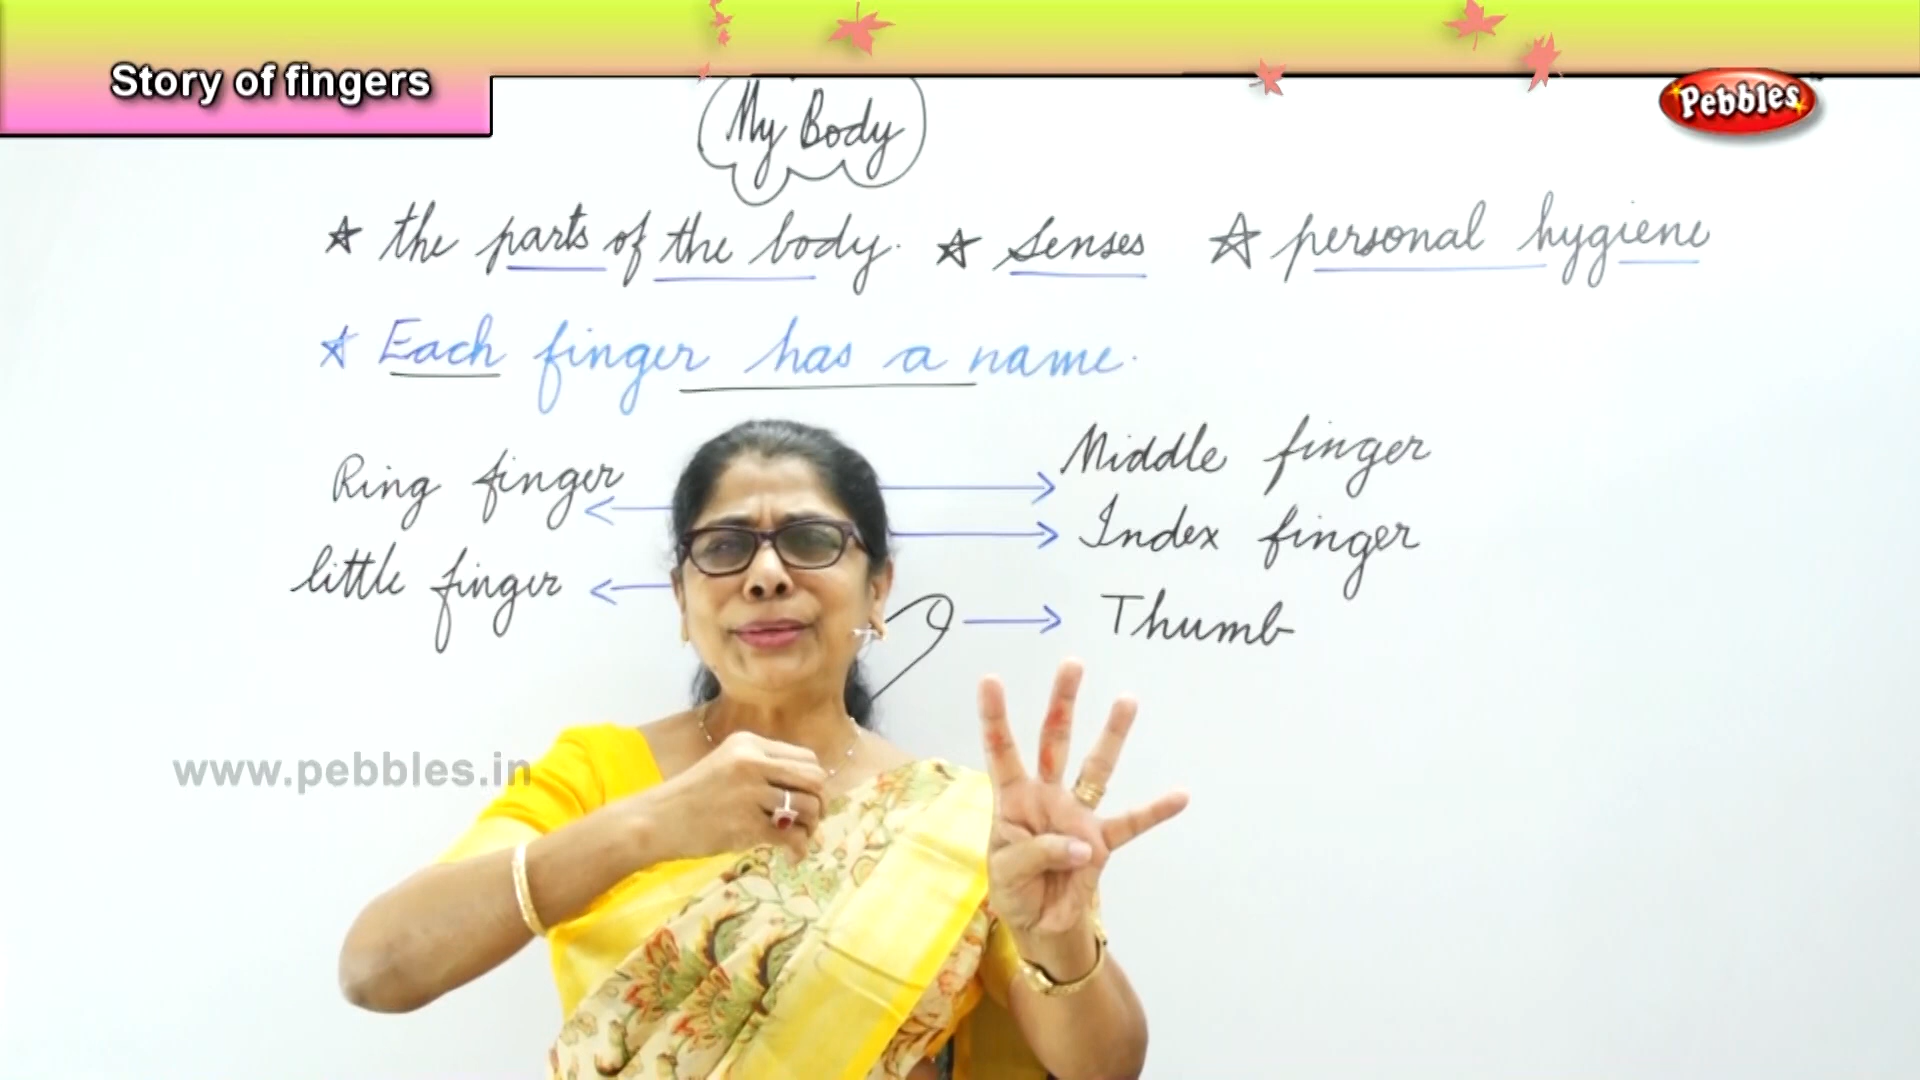 Story of fingers
Pebbles
My Body
☆ the parts of the body. ☆ Senses ☆ personal hygiene
☆ Each finger has a name.
Ring finger
Middle finger
Index finger
little finger
Thumb
www.pebbles.in